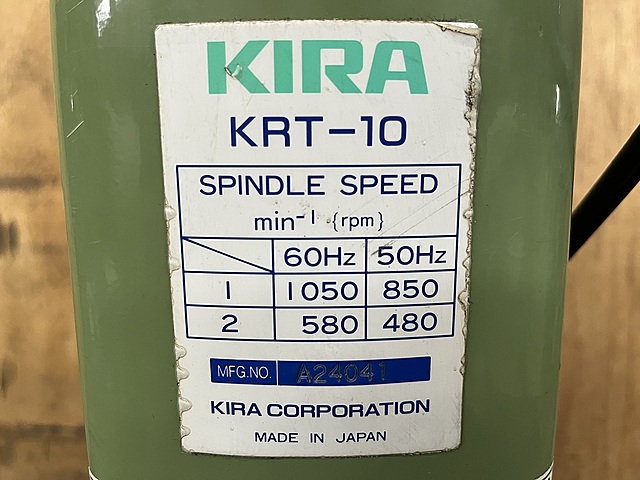 KIRA
KRT-10
SPINDLE SPEED
min-1 {rpm}
60Hz 50Hz
1 1050 850
2 580 480
MFG.NO. A24041
KIRA CORPORATION
MADE IN JAPAN